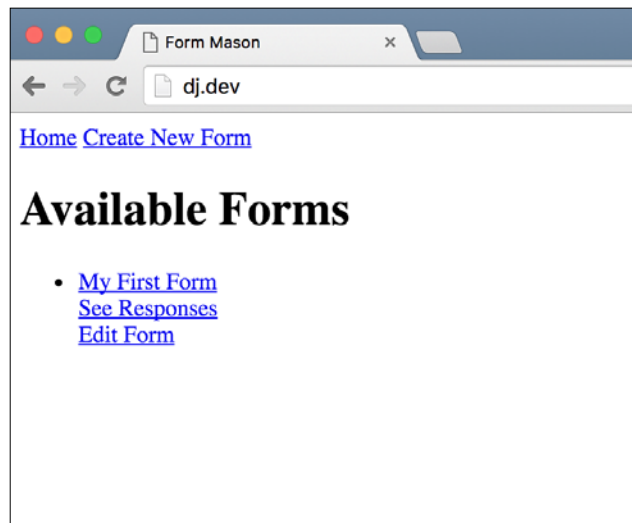 Form Mason
dj.dev
Home Create New Form
Available Forms
My First Form
See Responses
Edit Form